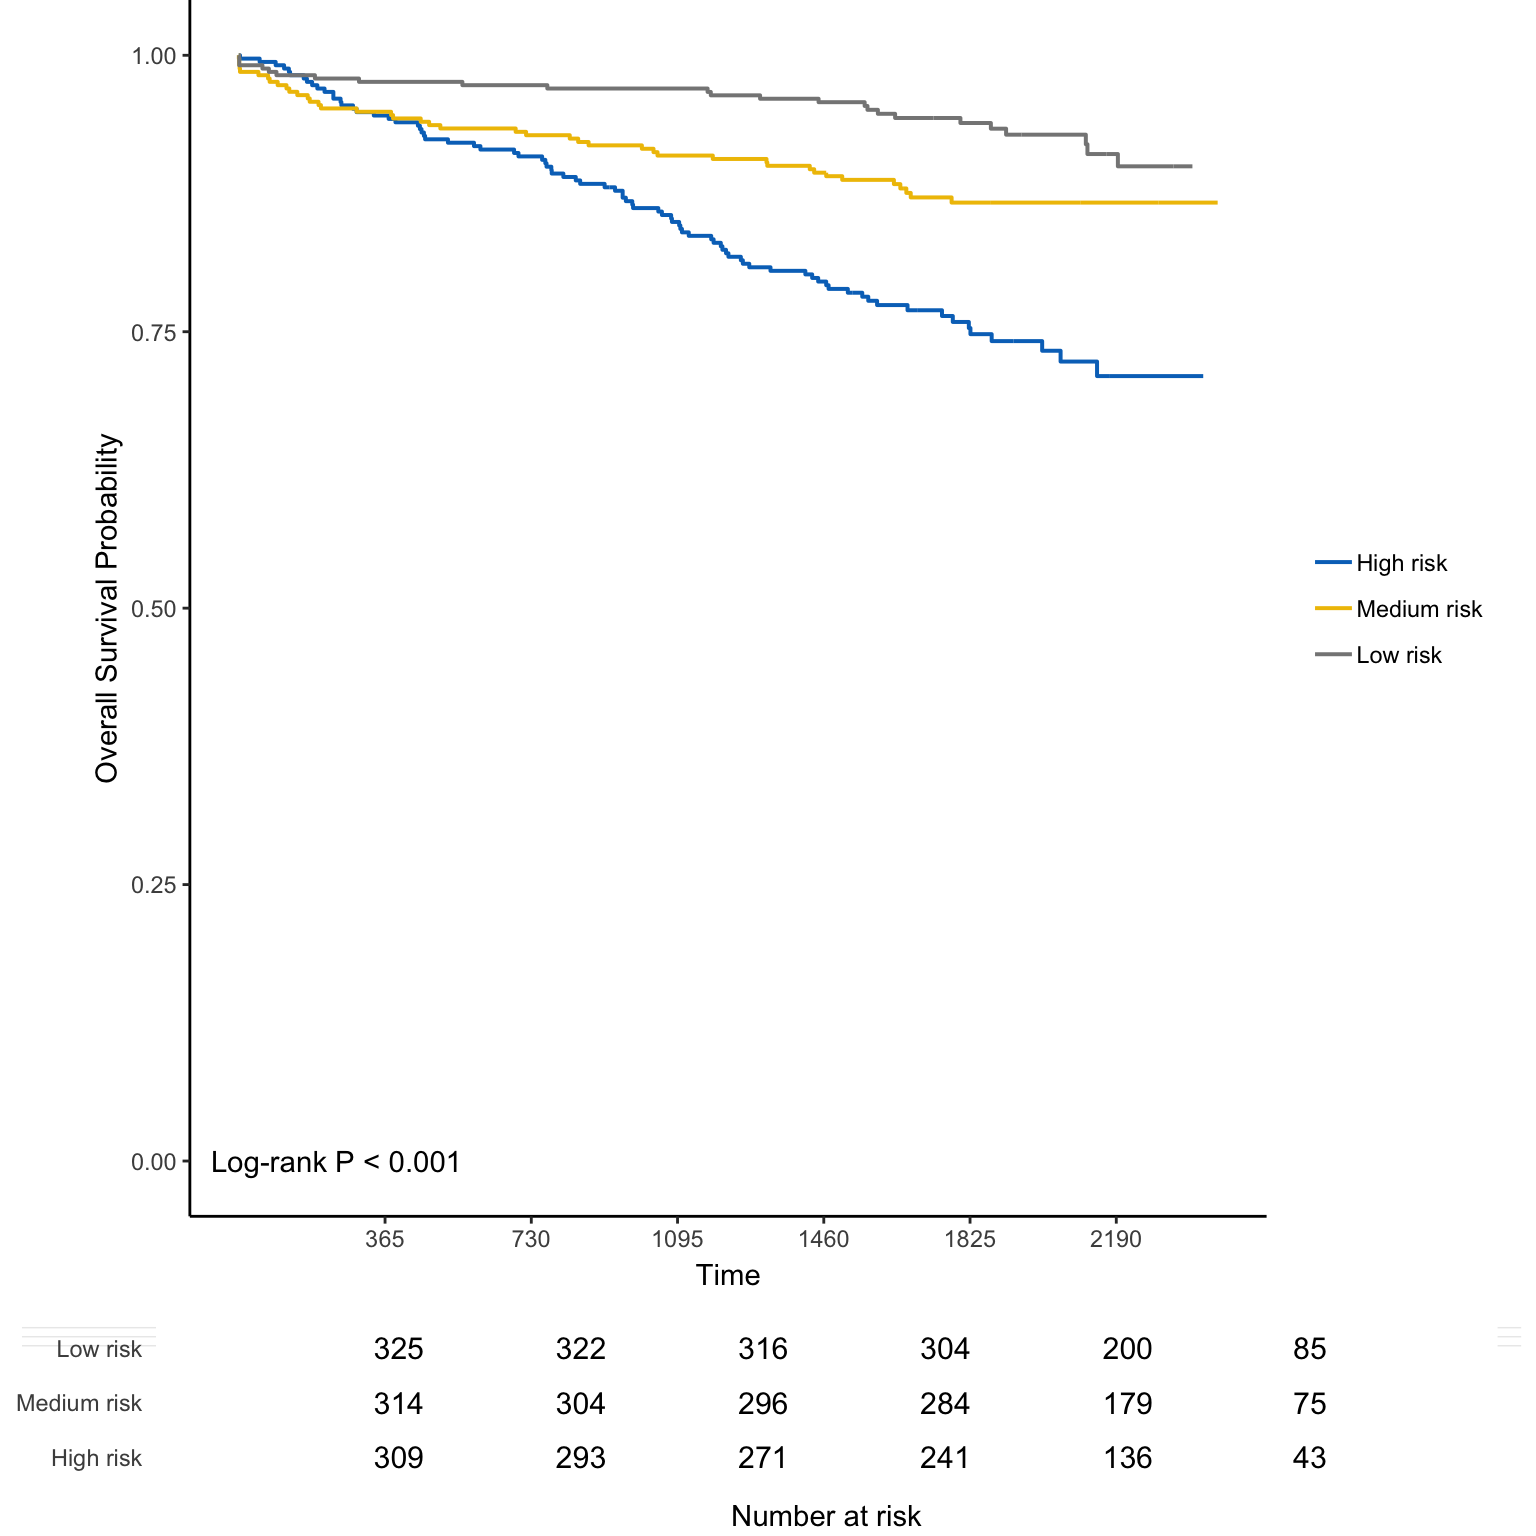 1.00
0.75
0.50
0.25
0.00
Overall Survival Probability
High risk
Medium risk
Low risk
Log-rank P < 0.001
365 730 1095 1460 1825 2190
Time
Low risk 325 322 316 304 200 85
Medium risk 314 304 296 284 179 75
High risk 309 293 271 241 136 43
Number at risk